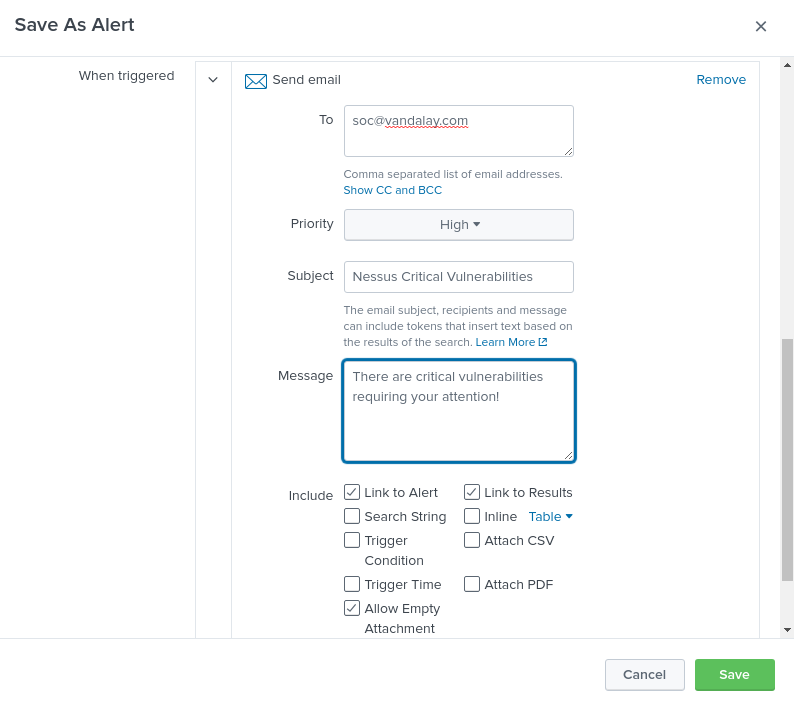 Save As Alert
When triggered
Send email
Remove
To
soc@vandalay.com
Comma separated list of email addresses.
Show CC and BCC
Priority
High
Subject
Nessus Critical Vulnerabilities
The email subject, recipients and message
can include tokens that insert text based on
the results of the search. Learn More
Message
There are critical vulnerabilities
requiring your attention!
Include
Link to Alert
Link to Results
Search String
Inline Table
Trigger
Condition
Attach CSV
Trigger Time
Attach PDF
Allow Empty
Attachment
Cancel
Save